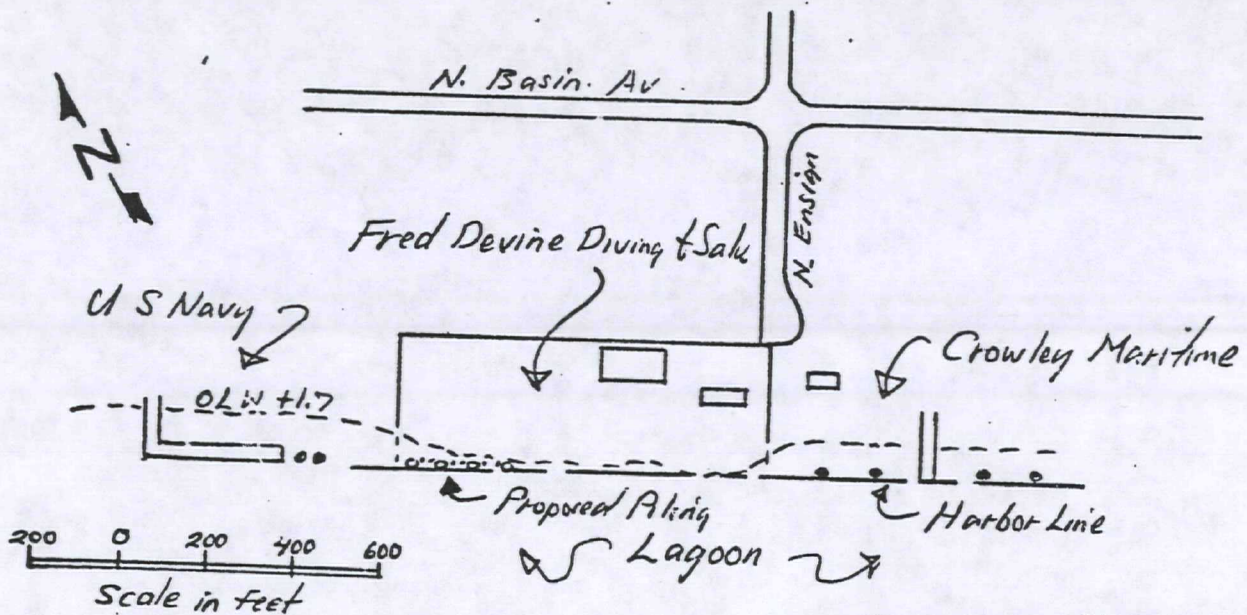 N. Basin. Av
N. Ensign
Fred Devine Diving & Salv
U S Navy
Crowley Maritime
OLW +1.7
Proposed Piling
Harbor Line
Lagoon
200 0 200 400 600
Scale in feet